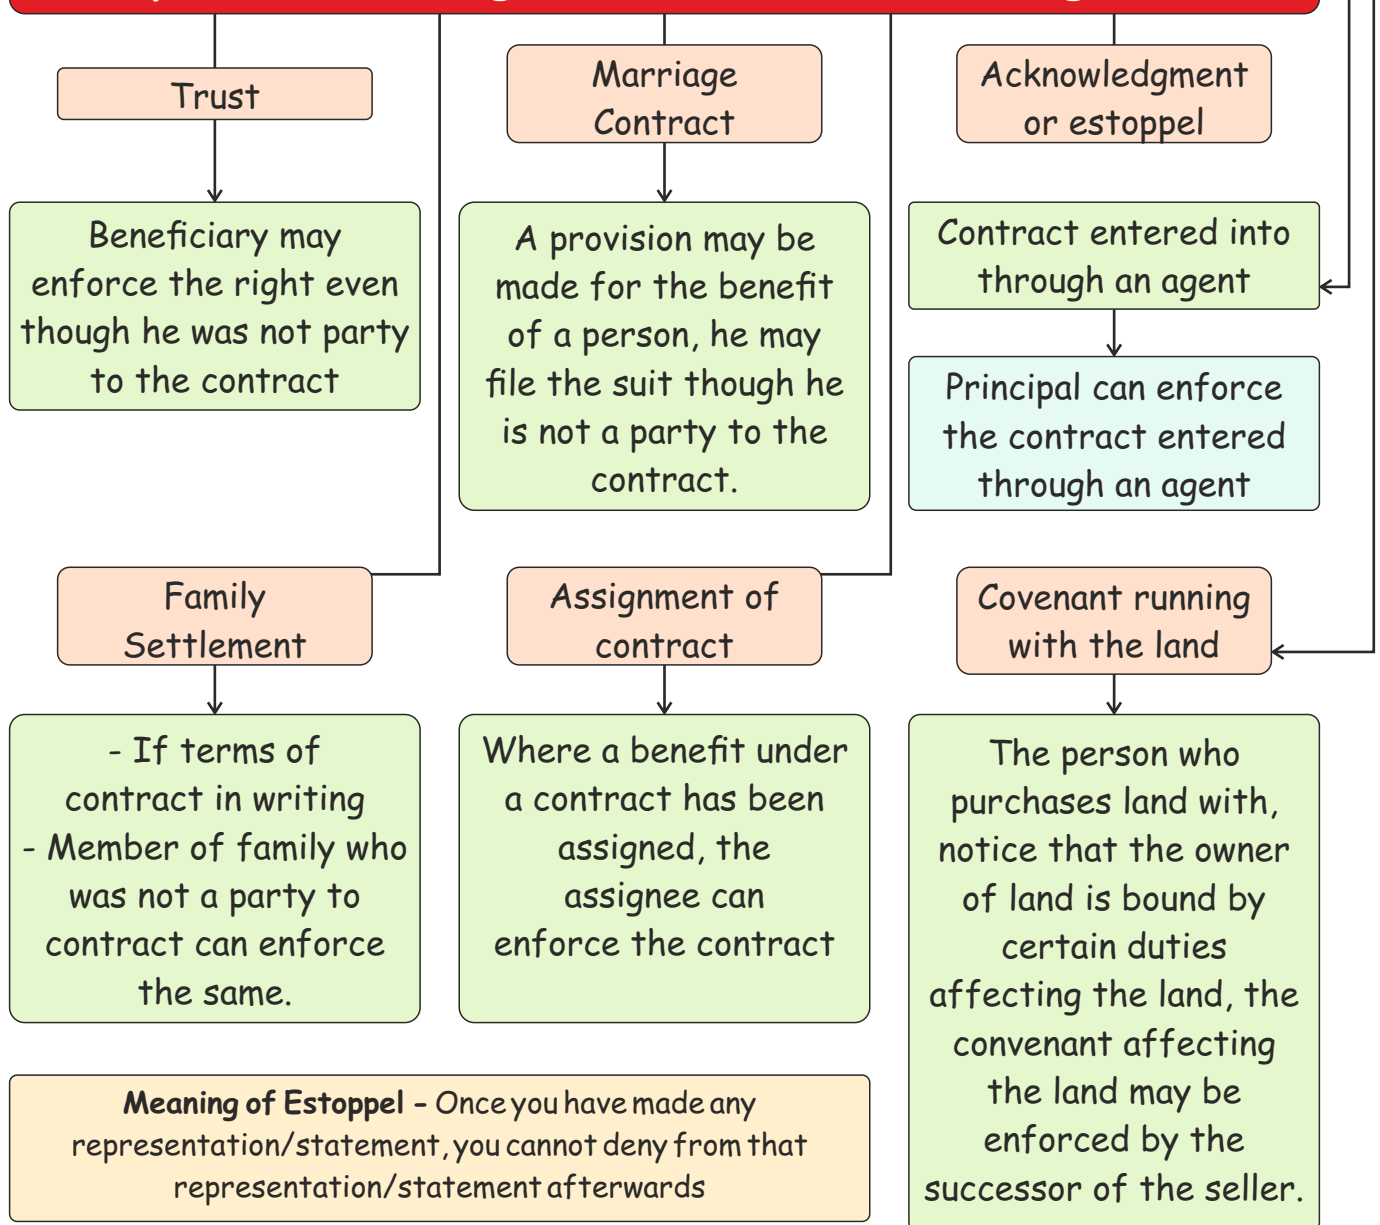 Trust
Marriage
Contract
Acknowledgment
or estoppel
Beneficiary may
enforce the right even
though he was not party
to the contract
A provision may be
made for the benefit
of a person, he may
file the suit though he
is not a party to the
contract.
Contract entered into
through an agent
Principal can enforce
the contract entered
through an agent
Family
Settlement
Assignment of
contract
Covenant running
with the land
- If terms of
contract in writing
- Member of family who
was not a party to
contract can enforce
the same.
Where a benefit under
a contract has been
assigned, the
assignee can
enforce the contract
The person who
purchases land with,
notice that the owner
of land is bound by
certain duties
affecting the land, the
convenant affecting
the land may be
enforced by the
successor of the seller.
Meaning of Estoppel - Once you have made any
representation/statement, you cannot deny from that
representation/statement afterwards